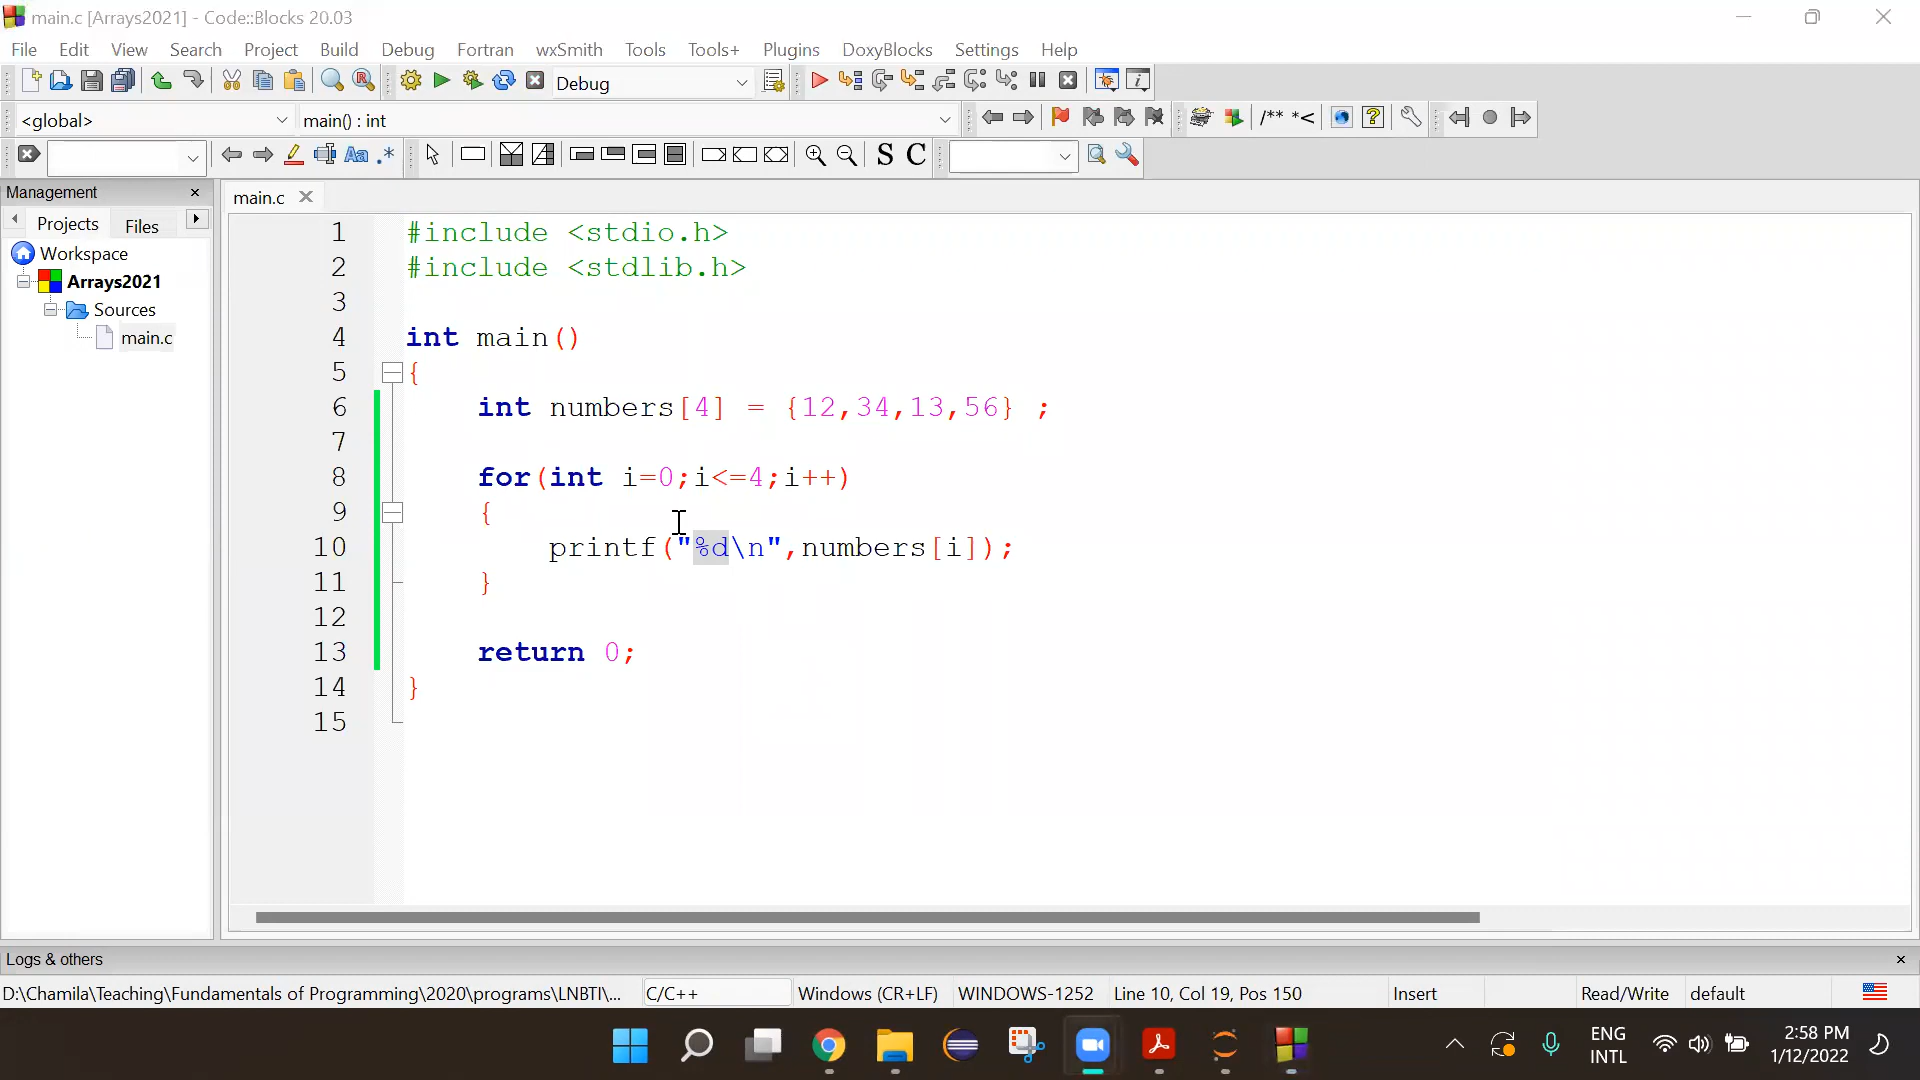 main.c [Arrays2021] - Code::Blocks 20.03
File Edit View Search Project Build Debug Fortran wxSmith Tools Tools+ Plugins DoxyBlocks Settings Help
Debug
<global> main() : int /** *<
Aa .* S C
Management
main.c
Projects Files
Workspace
Arrays2021
Sources
main.c
1 #include <stdio.h>
2 #include <stdlib.h>
3
4 int main()
5 {
6 int numbers[4] = {12,34,13,56} ;
7
8 for(int i=0;i<=4;i++)
9 {
10 printf("%d\n",numbers[i]);
11 }
12
13 return 0;
14 }
15
Logs & others
D:\Chamila\Teaching\Fundamentals of Programming\2020\programs\LNBTI\... C/C++ Windows (CR+LF) WINDOWS-1252 Line 10, Col 19, Pos 150 Insert Read/Write default
ENG
INTL
2:58 PM
1/12/2022